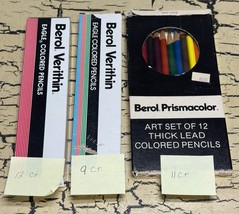 Berol Verithin
EAGLE COLORED PENCILS
Berol Verithin
EAGLE COLORED PENCILS
Berol Prismacolor.
ART SET OF 12
THICK LEAD
COLORED PENCILS
12 CT
9 CT
11 CT